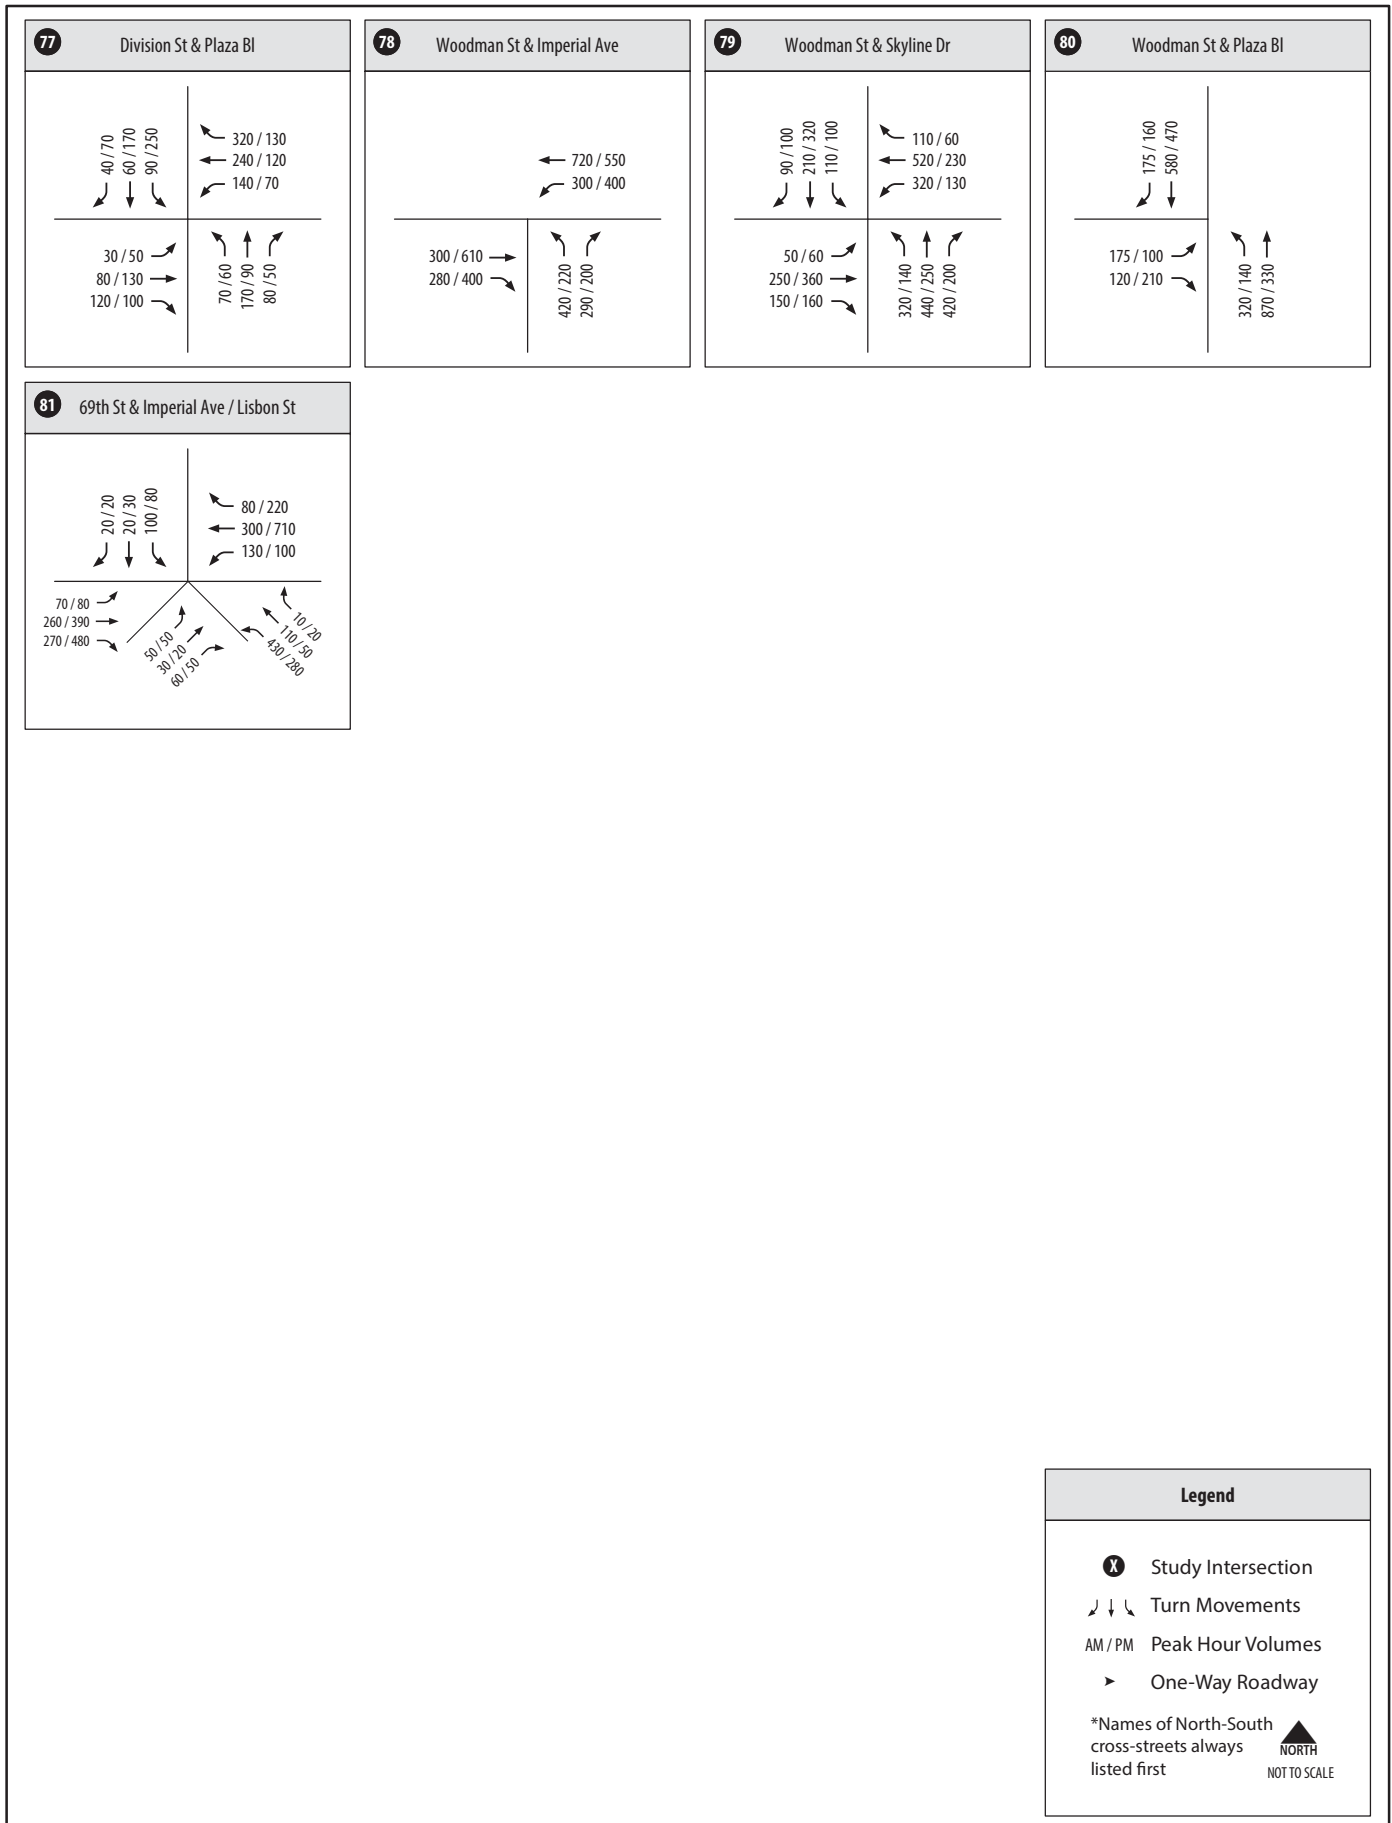 77 Division St & Plaza Bl
40 / 70
60 / 170
90 / 250
320 / 130
240 / 120
140 / 70
30 / 50
80 / 130
120 / 100
70 / 60
170 / 90
80 / 50
78 Woodman St & Imperial Ave
720 / 550
300 / 400
300 / 610
280 / 400
420 / 220
290 / 200
79 Woodman St & Skyline Dr
90 / 100
210 / 320
110 / 100
110 / 60
520 / 230
320 / 130
50 / 60
250 / 360
150 / 160
320 / 140
440 / 250
420 / 200
80 Woodman St & Plaza Bl
175 / 160
580 / 470
175 / 100
120 / 210
320 / 140
870 / 330
81 69th St & Imperial Ave / Lisbon St
20 / 20
20 / 30
100 / 80
80 / 220
300 / 710
130 / 100
70 / 80
260 / 390
270 / 480
50 / 50
30 / 20
60 / 50
10 / 20
110 / 50
430 / 280
Legend
X Study Intersection
Turn Movements
AM / PM Peak Hour Volumes
One-Way Roadway
*Names of North-South
cross-streets always
listed first
NORTH
NOT TO SCALE